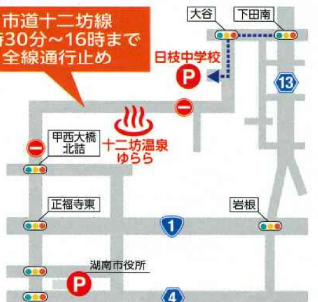 市道十二坊線
時30分～16時まで
全線通行止め
大谷
下田南
日枝中学校
P
13
甲西大橋
北詰
十二坊温泉
ゆらら
正福寺東
岩根
1
湖南市役所
P
4